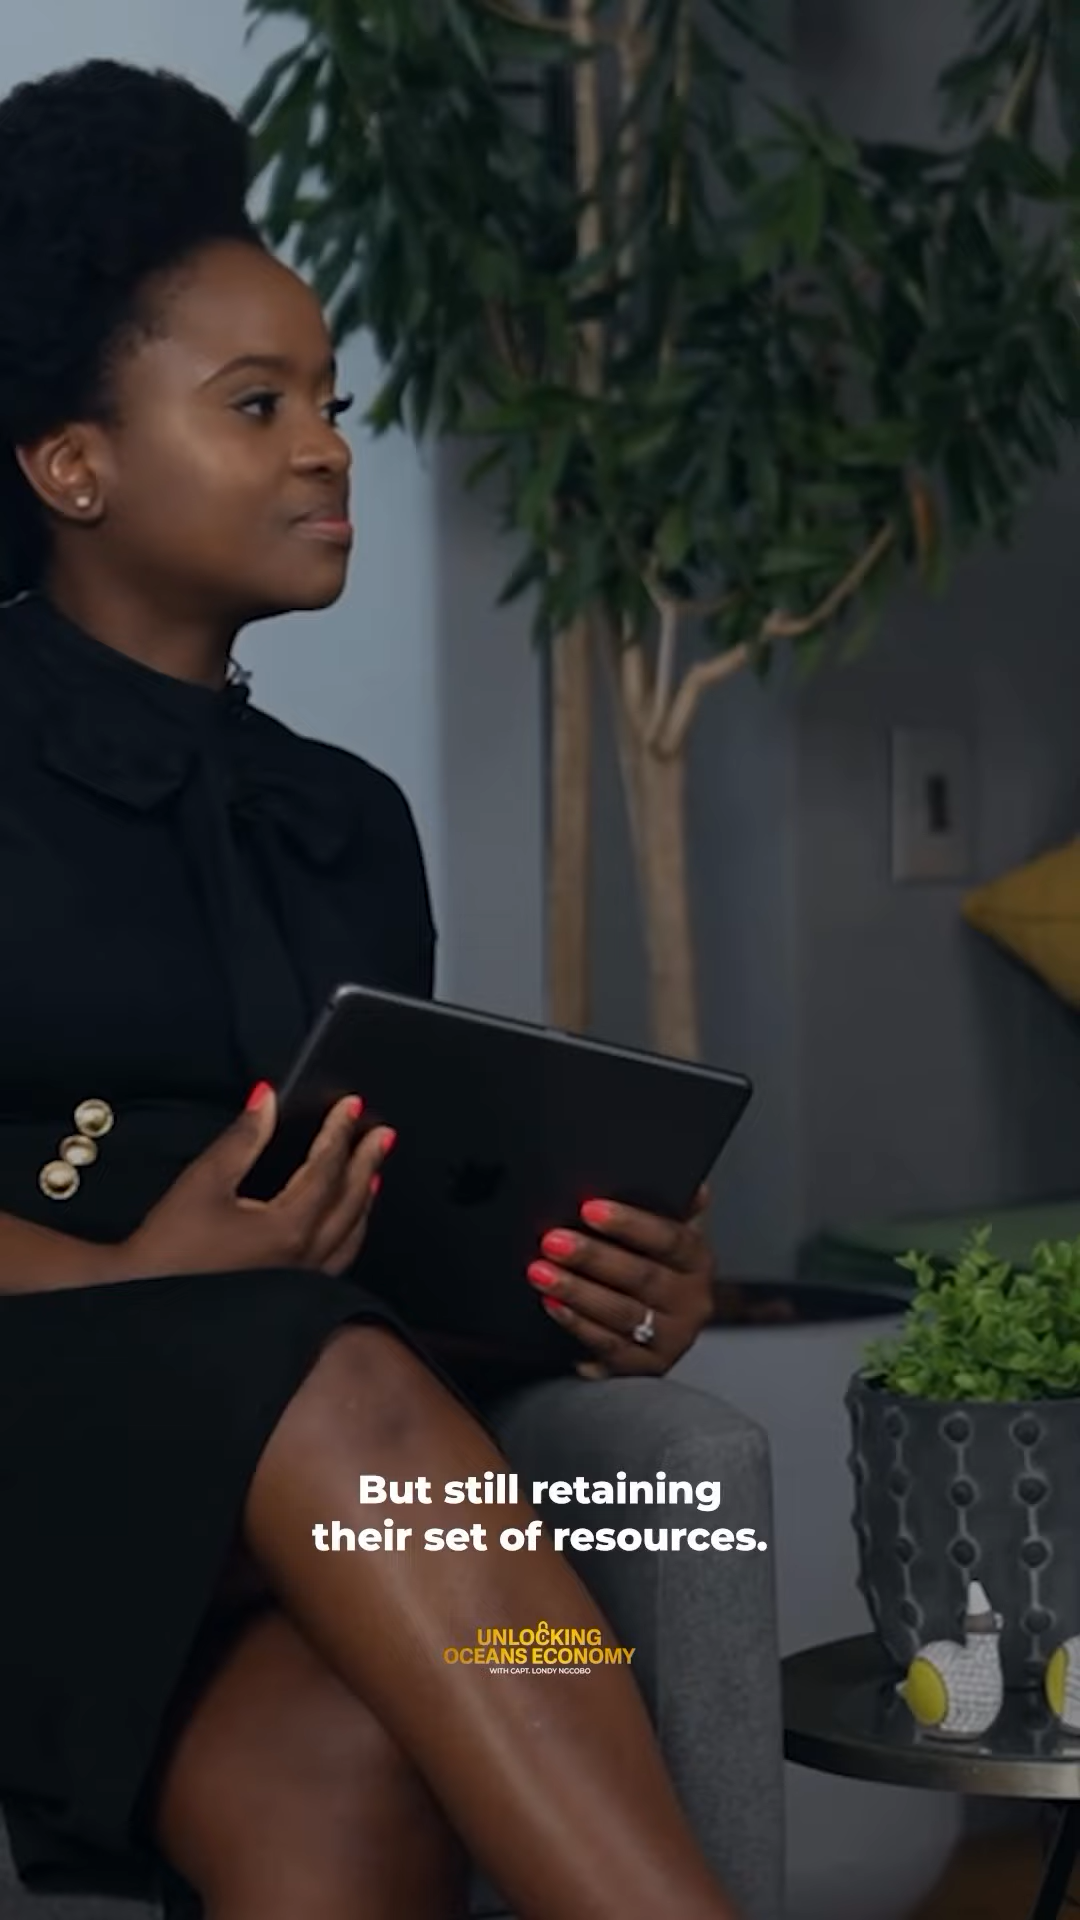 But still retaining
their set of resources.
UNLOCKING
OCEANS ECONOMY
WITH CAPT. LONDY NGCOBO